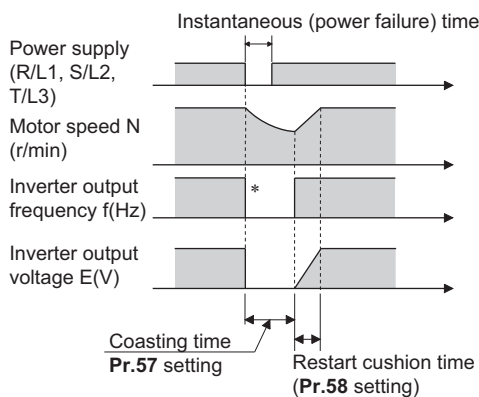 Instantaneous (power failure) time
Power supply
(R/L1, S/L2,
T/L3)
Motor speed N
(r/min)
Inverter output
frequency f(Hz)
*
Inverter output
voltage E(V)
Coasting time
Pr.57 setting
Restart cushion time
(Pr.58 setting)